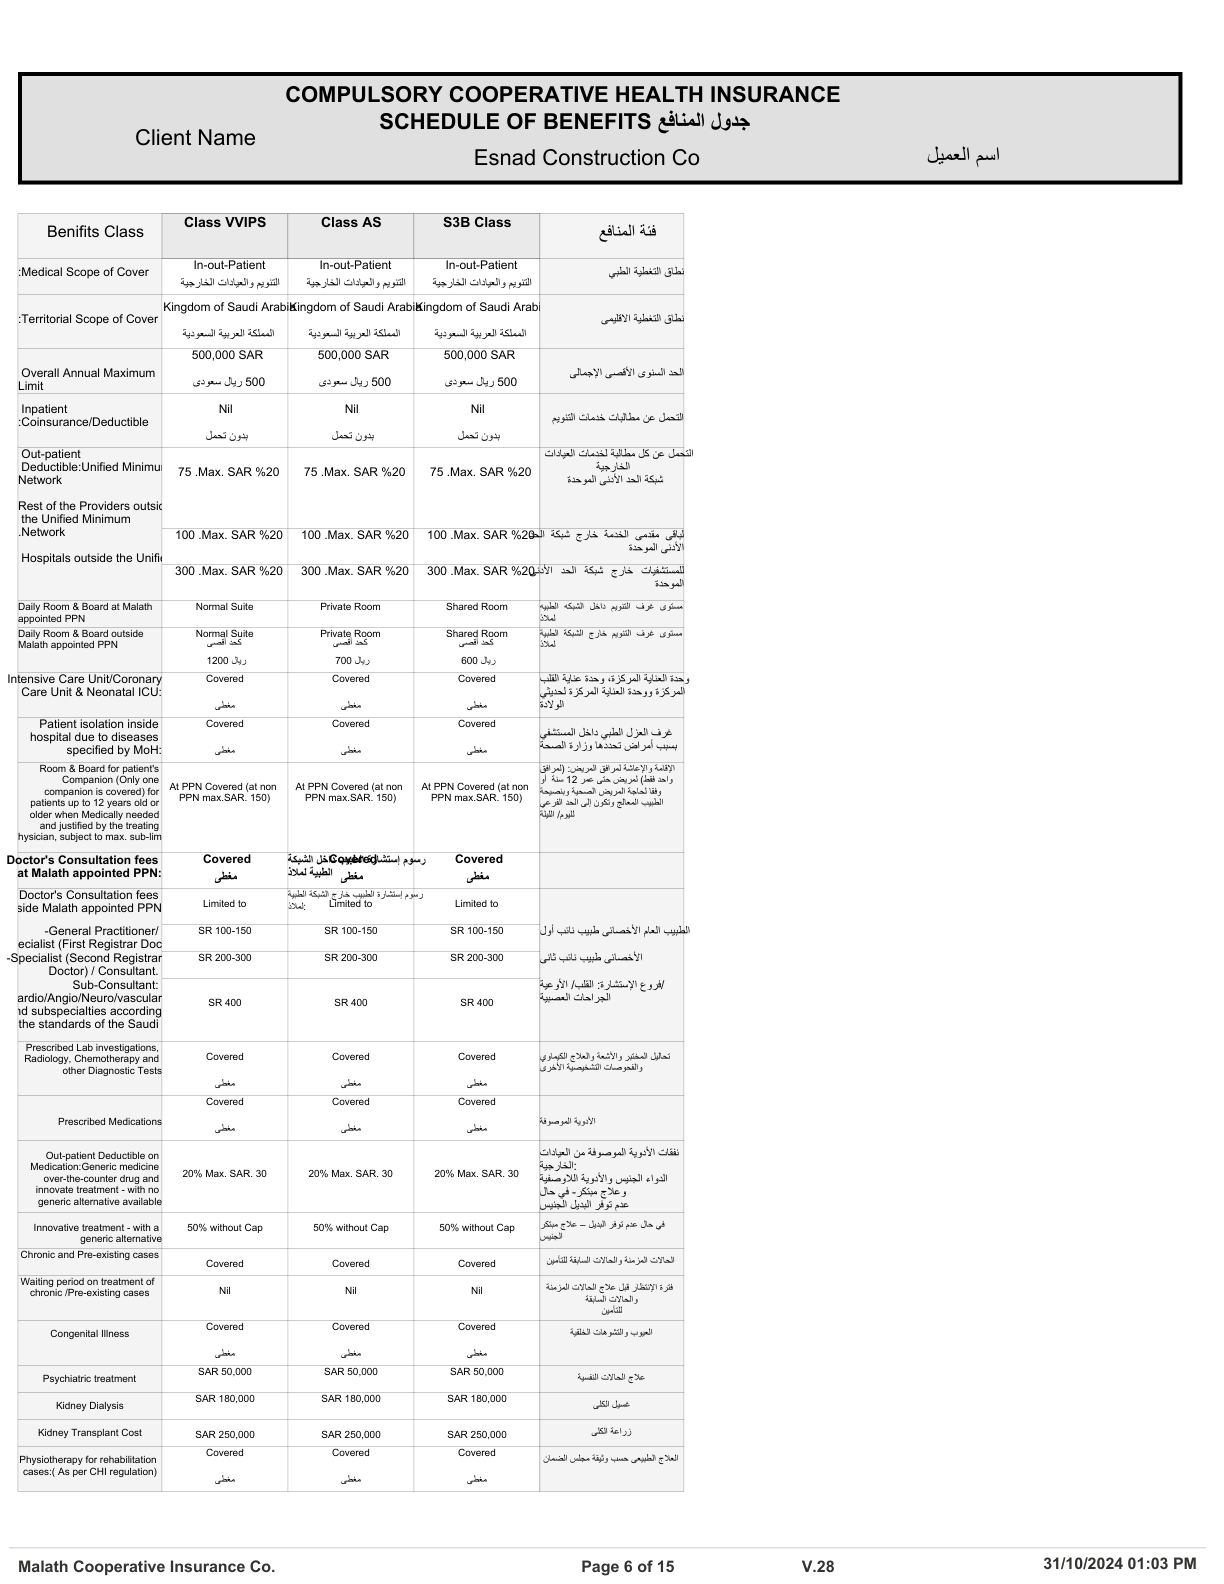 COMPULSORY COOPERATIVE HEALTH INSURANCE
SCHEDULE OF BENEFITS جدول المنافع
Client Name
Esnad Construction Co
اسم العميل
Benifits Class
Class VVIPS
Class AS
S3B Class
فئة المنافع
:Medical Scope of Cover
In-out-Patient
In-out-Patient
In-out-Patient
التنويم والعيادات الخارجية
التنويم والعيادات الخارجية
التنويم والعيادات الخارجية
نطاق التغطية الطبي
:Territorial Scope of Cover
Kingdom of Saudi Arabi
Kingdom of Saudi Arabi
Kingdom of Saudi Arabi
المملكة العربية السعودية
المملكة العربية السعودية
المملكة العربية السعودية
نطاق التغطية الاقليمى
Overall Annual Maximum
Limit
500,000 SAR
500,000 SAR
500,000 SAR
500 ريال سعودى
500 ريال سعودى
500 ريال سعودى
الحد السنوى الأقصى الإجمالى
Inpatient
:Coinsurance/Deductible
Nil
Nil
Nil
بدون تحمل
بدون تحمل
بدون تحمل
التحمل عن مطالبات خدمات التنويم
Out-patient
Deductible:Unified Minimu
Network
75 .Max. SAR %20
75 .Max. SAR %20
75 .Max. SAR %20
التحمل عن كل مطالبة لخدمات العيادات
الخارجية
شبكة الحد الأدنى الموحدة
Rest of the Providers outsid
the Unified Minimum
.Network
100 .Max. SAR %20
100 .Max. SAR %20
100 .Max. SAR %20
لباقى مقدمى الخدمة خارج شبكة الحد
الأدنى الموحدة
Hospitals outside the Unifie
300 .Max. SAR %20
300 .Max. SAR %20
300 .Max. SAR %20
للمستشفيات خارج شبكة الحد الأدنى
الموحدة
Daily Room & Board at Malath
appointed PPN
Normal Suite
Private Room
Shared Room
مستوى غرف التنويم داخل الشبكه الطبيه
لملاذ
Daily Room & Board outside
Malath appointed PPN
Normal Suite
Private Room
Shared Room
كحد أقصى
كحد أقصى
كحد أقصى
1200 ريال
700 ريال
600 ريال
مستوى غرف التنويم خارج الشبكة الطبية
لملاذ
Intensive Care Unit/Coronary
Care Unit & Neonatal ICU:
Covered
Covered
Covered
مغطى
مغطى
مغطى
وحدة العناية المركزة، وحدة عناية القلب
المركزة ووحدة العناية المركزة لحديثي
الولادة
Patient isolation inside
hospital due to diseases
specified by MoH:
Covered
Covered
Covered
مغطى
مغطى
مغطى
غرف العزل الطبي داخل المستشفي
بسبب أمراض تحددها وزارة الصحة
Room & Board for patient's
Companion (Only one
companion is covered) for
patients up to 12 years old or
older when Medically needed
and justified by the treating
hysician, subject to max. sub-lim
At PPN Covered (at non
PPN max.SAR. 150)
At PPN Covered (at non
PPN max.SAR. 150)
At PPN Covered (at non
PPN max.SAR. 150)
الإقامة والإعاشة لمرافق المريض: (لمرافق
واحد فقط) لمريض حتى عمر 12 سنة أو
وفقا لحاجة المريض الصحية وبنصيحة
الطبيب المعالج وتكون إلى الحد الفرعي
لليوم/ الليلة
Doctor's Consultation fees
at Malath appointed PPN:
Covered
رسوم إستشارة الطبيب داخل الشبكة
Covered
Covered
مغطى
الطبية لملاذ
مغطى
مغطى
Doctor's Consultation fees
side Malath appointed PPN
Limited to
رسوم إستشارة الطبيب خارج الشبكة الطبية
لملاذ:
Limited to
Limited to
-General Practitioner/
ecialist (First Registrar Doc
SR 100-150
SR 100-150
SR 100-150
الطبيب العام الأخصائى طبيب نائب أول
-Specialist (Second Registrar
Doctor) / Consultant.
SR 200-300
SR 200-300
SR 200-300
الأخصائى طبيب نائب ثانى
Sub-Consultant:
ardio/Angio/Neuro/vascular
nd subspecialties according
the standards of the Saudi
SR 400
SR 400
SR 400
/فروع الإستشارة: القلب/ الأوعية
الجراحات العصبية
Prescribed Lab investigations,
Radiology, Chemotherapy and
other Diagnostic Tests
Covered
Covered
Covered
مغطى
مغطى
مغطى
تحاليل المختبر والأشعة والعلاج الكيماوي
والفحوصات التشخيصية الأخرى
Prescribed Medications
Covered
Covered
Covered
مغطى
مغطى
مغطى
الأدوية الموصوفة
Out-patient Deductible on
Medication:Generic medicine
over-the-counter drug and
innovate treatment - with no
generic alternative available
20% Max. SAR. 30
20% Max. SAR. 30
20% Max. SAR. 30
نفقات الأدوية الموصوفة من العيادات
الخارجية:
الدواء الجنيس والأدوية اللاوصفية
وعلاج مبتكر- في حال
عدم توفر البديل الجنيس
Innovative treatment - with a
generic alternative
50% without Cap
50% without Cap
50% without Cap
في حال عدم توفر البديل – علاج مبتكر
الجنيس
Chronic and Pre-existing cases
Covered
Covered
Covered
الحالات المزمنة والحالات السابقة للتأمين
Waiting period on treatment of
chronic /Pre-existing cases
Nil
Nil
Nil
فترة الإنتظار قبل علاج الحالات المزمنة
والحالات السابقة
للتأمين
Congenital Illness
Covered
Covered
Covered
مغطى
مغطى
مغطى
العيوب والتشوهات الخلقية
Psychiatric treatment
SAR 50,000
SAR 50,000
SAR 50,000
علاج الحالات النفسية
Kidney Dialysis
SAR 180,000
SAR 180,000
SAR 180,000
غسيل الكلى
Kidney Transplant Cost
SAR 250,000
SAR 250,000
SAR 250,000
زراعة الكلى
Physiotherapy for rehabilitation
cases:( As per CHI regulation)
Covered
Covered
Covered
مغطى
مغطى
مغطى
العلاج الطبيعى حسب وثيقة مجلس الضمان
Malath Cooperative Insurance Co.
Page 6 of 15
V.28
31/10/2024 01:03 PM